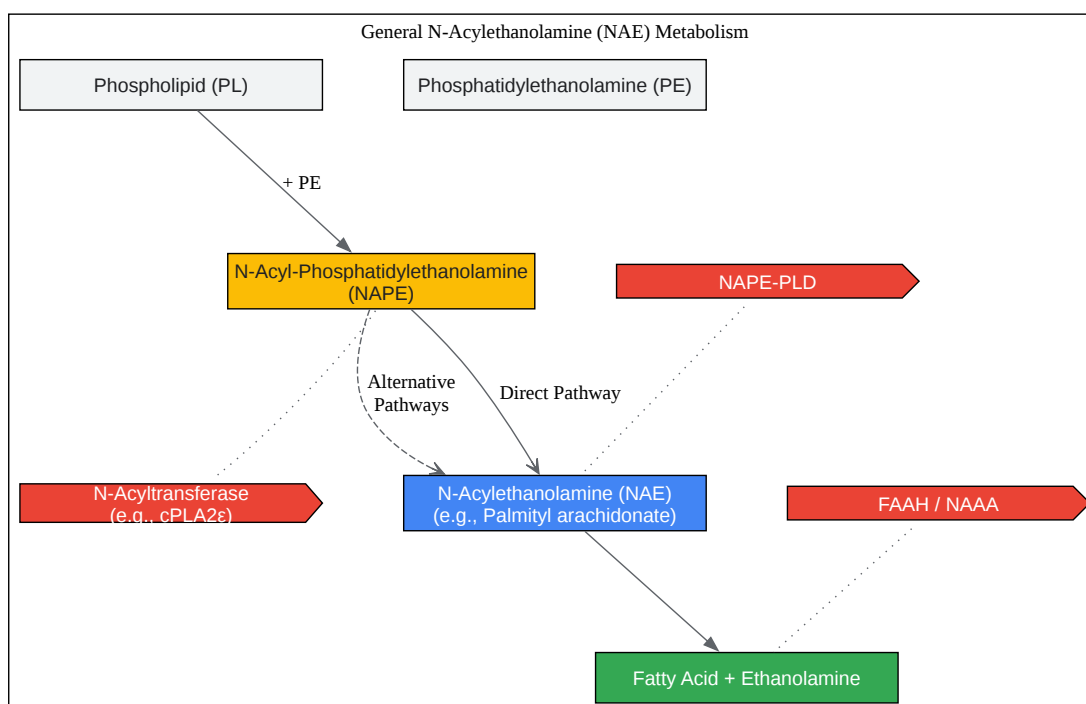 General N-Acylethanolamine (NAE) Metabolism
Phospholipid (PL)
Phosphatidylethanolamine (PE)
+ PE
N-Acyl-Phosphatidylethanolamine
(NAPE)
NAPE-PLD
Alternative
Pathways
Direct Pathway
N-Acyltransferase
(e.g., cPLA2ε)
N-Acylethanolamine (NAE)
(e.g., Palmityl arachidonate)
FAAH / NAAA
Fatty Acid + Ethanolamine